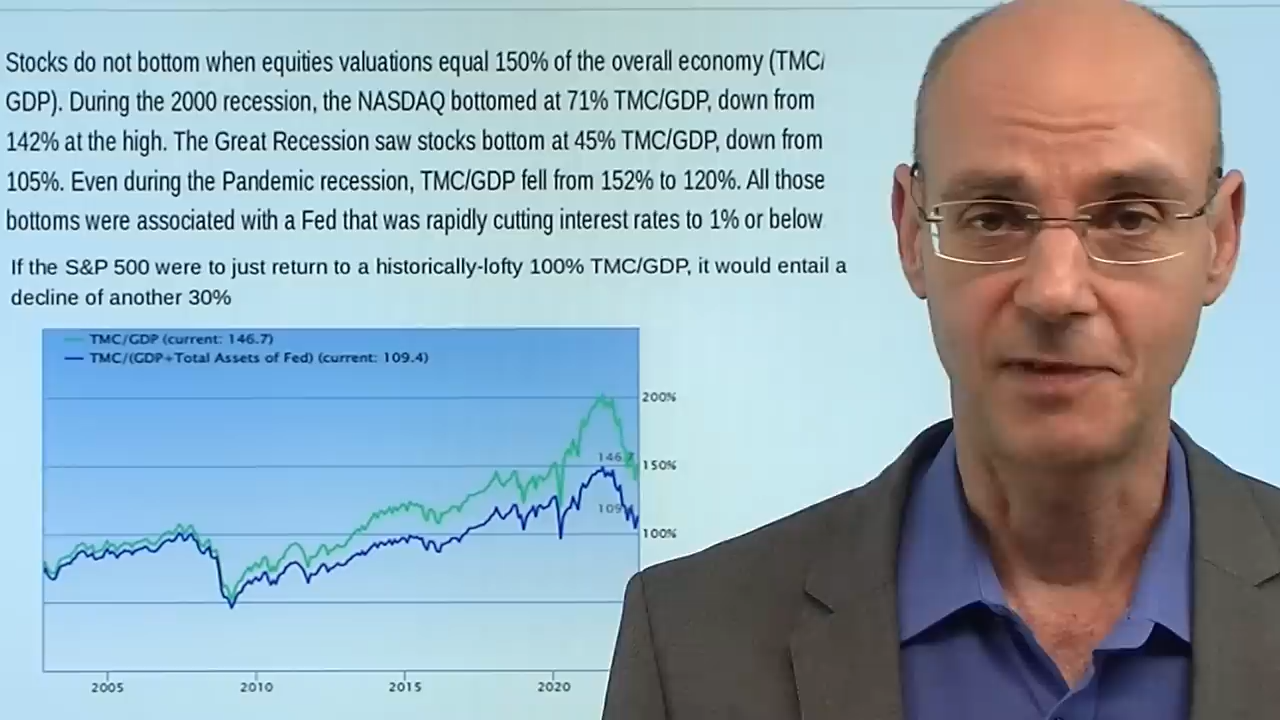 Stocks do not bottom when equities valuations equal 150% of the overall economy (TMC/
GDP). During the 2000 recession, the NASDAQ bottomed at 71% TMC/GDP, down from
142% at the high. The Great Recession saw stocks bottom at 45% TMC/GDP, down from
105%. Even during the Pandemic recession, TMC/GDP fell from 152% to 120%. All those
bottoms were associated with a Fed that was rapidly cutting interest rates to 1% or below
If the S&P 500 were to just return to a historically-lofty 100% TMC/GDP, it would entail a
decline of another 30%
TMC/GDP (current: 146.7)
TMC/(GDP+Total Assets of Fed) (current: 109.4)
200%
146.7
150%
109
100%
2005 2010 2015 2020